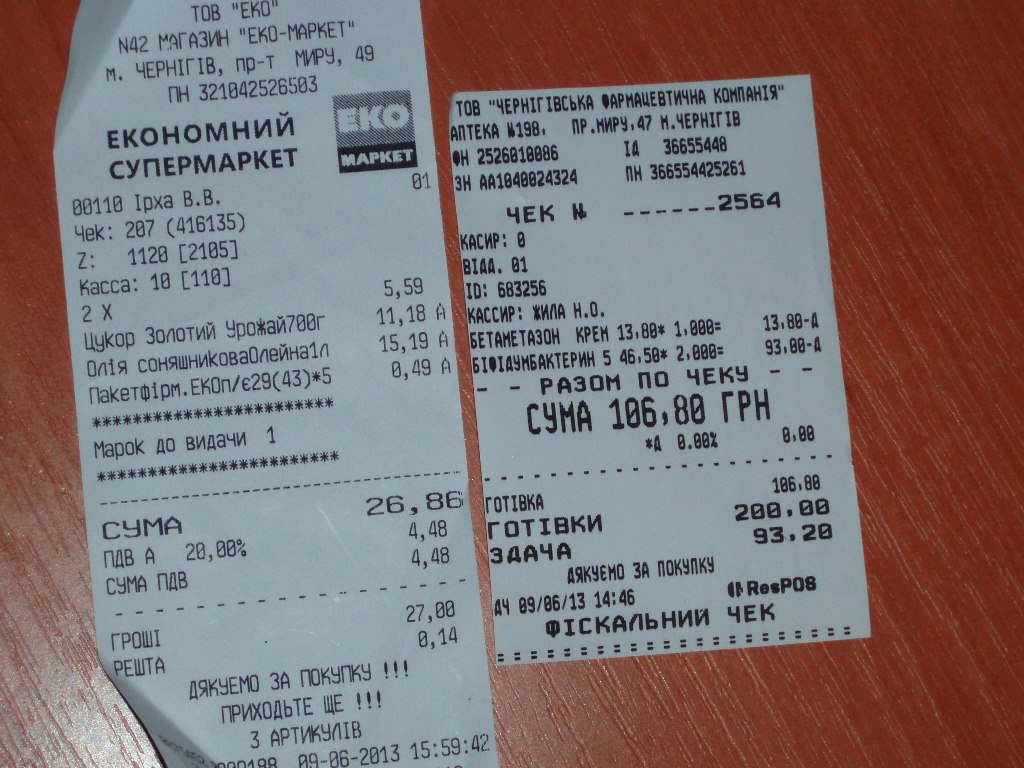 ТОВ "ЕКО"
N42 МАГАЗИН "ЕКО-МАРКЕТ"
м. ЧЕРНІГІВ, пр-т МИРУ, 49
ПН 321042526503
ЕКОНОМНИЙ
СУПЕРМАРКЕТ
ЕКО
МАРКЕТ
00110 Ірха В.В. 01
Чек: 207 (416135)
Z: 1120 [2105]
Касса: 10 [110]
2 X 5,59
Цукор Золотий Урожай700г 11,18 А
Олія соняшниковаОлейна1л 15,19 А
Пакетфірм.ЕКОп/є29(43)*5 0,49 А
************************
Марок до видачи 1
************************
СУМА 26,86
ПДВ А 20,00% 4,48
СУМА ПДВ 4,48
ГРОШІ 27,00
РЕШТА 0,14
ДЯКУЄМО ЗА ПОКУПКУ !!!
ПРИХОДЬТЕ ЩЕ !!!
3 АРТИКУЛІВ
09-06-2013 15:59:42
ТОВ "ЧЕРНІГІВСЬКА ФАРМАЦЕВТИЧНА КОМПАНІЯ"
АПТЕКА №198, ПР.МИРУ,47 М.ЧЕРНІГІВ
ФН 2526010086 ІД 36655448
ЗН АА1040024324 ПН 366554425261
ЧЕК № ------2564
КАСИР: 0
ВІДД. 01
ID: 683256
КАССИР: ЖИЛА Н.О.
БЕТАМЕТАЗОН КРЕМ 13,80* 1,000= 13,80-Д
БІФІДУМБАКТЕРИН 5 46,50* 2,000= 93,00-Д
- - РАЗОМ ПО ЧЕКУ - -
СУМА 106,80 ГРН
*Д 0.00% 0,00
ГОТІВКА 106,80
ГОТІВКИ 200.00
ЗДАЧА 93.20
ДЯКУЄМО ЗА ПОКУПКУ
ДЧ 09/06/13 14:46 ResPOS
ФІСКАЛЬНИЙ ЧЕК